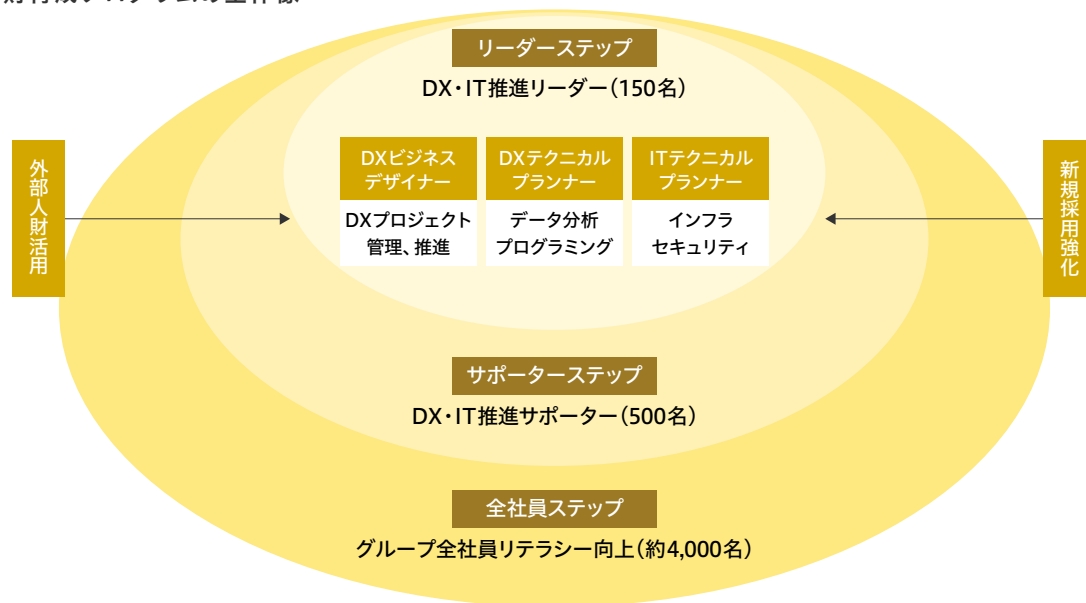 リーダーステップ
DX・IT推進リーダー（150名）
外部人財活用
DXビジネス
デザイナー
DXプロジェクト
管理、推進
DXテクニカル
プランナー
データ分析
プログラミング
ITテクニカル
プランナー
インフラ
セキュリティ
新規採用強化
サポーターステップ
DX・IT推進サポーター（500名）
全社員ステップ
グループ全社員リテラシー向上（約4,000名）